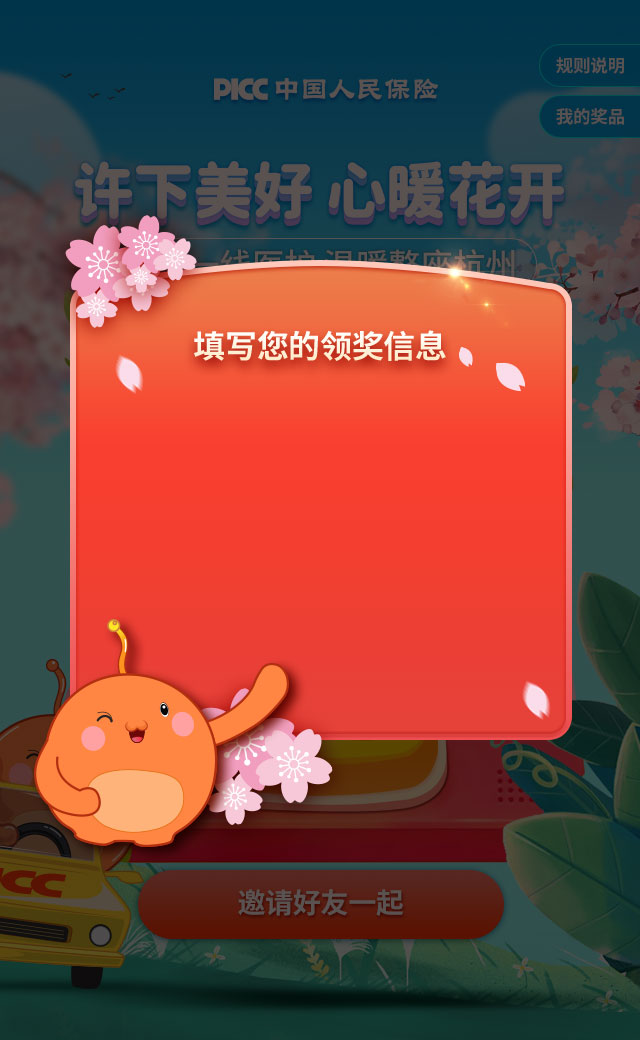 规则说明
PICC 中国人民保险
我的奖品
许下美好 心暖花开
一线医护 温暖整座杭州
填写您的领奖信息
PICC
邀请好友一起